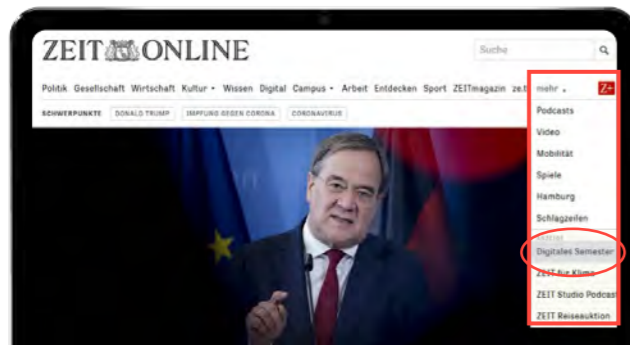 ZEIT ONLINE
Suche
Politik Gesellschaft Wirtschaft Kultur Wissen Digital Campus Arbeit Entdecken Sport ZEITmagazin ze.t mehr Z+
SCHWERPUNKTE DONALD TRUMP IMPFUNG GEGEN CORONA CORONAVIRUS
Podcasts
Video
Mobilität
Spiele
Hamburg
Schlagzeilen
Digitales Semester
ZEIT für Klima
ZEIT Studio Podcast
ZEIT Reiseauktion